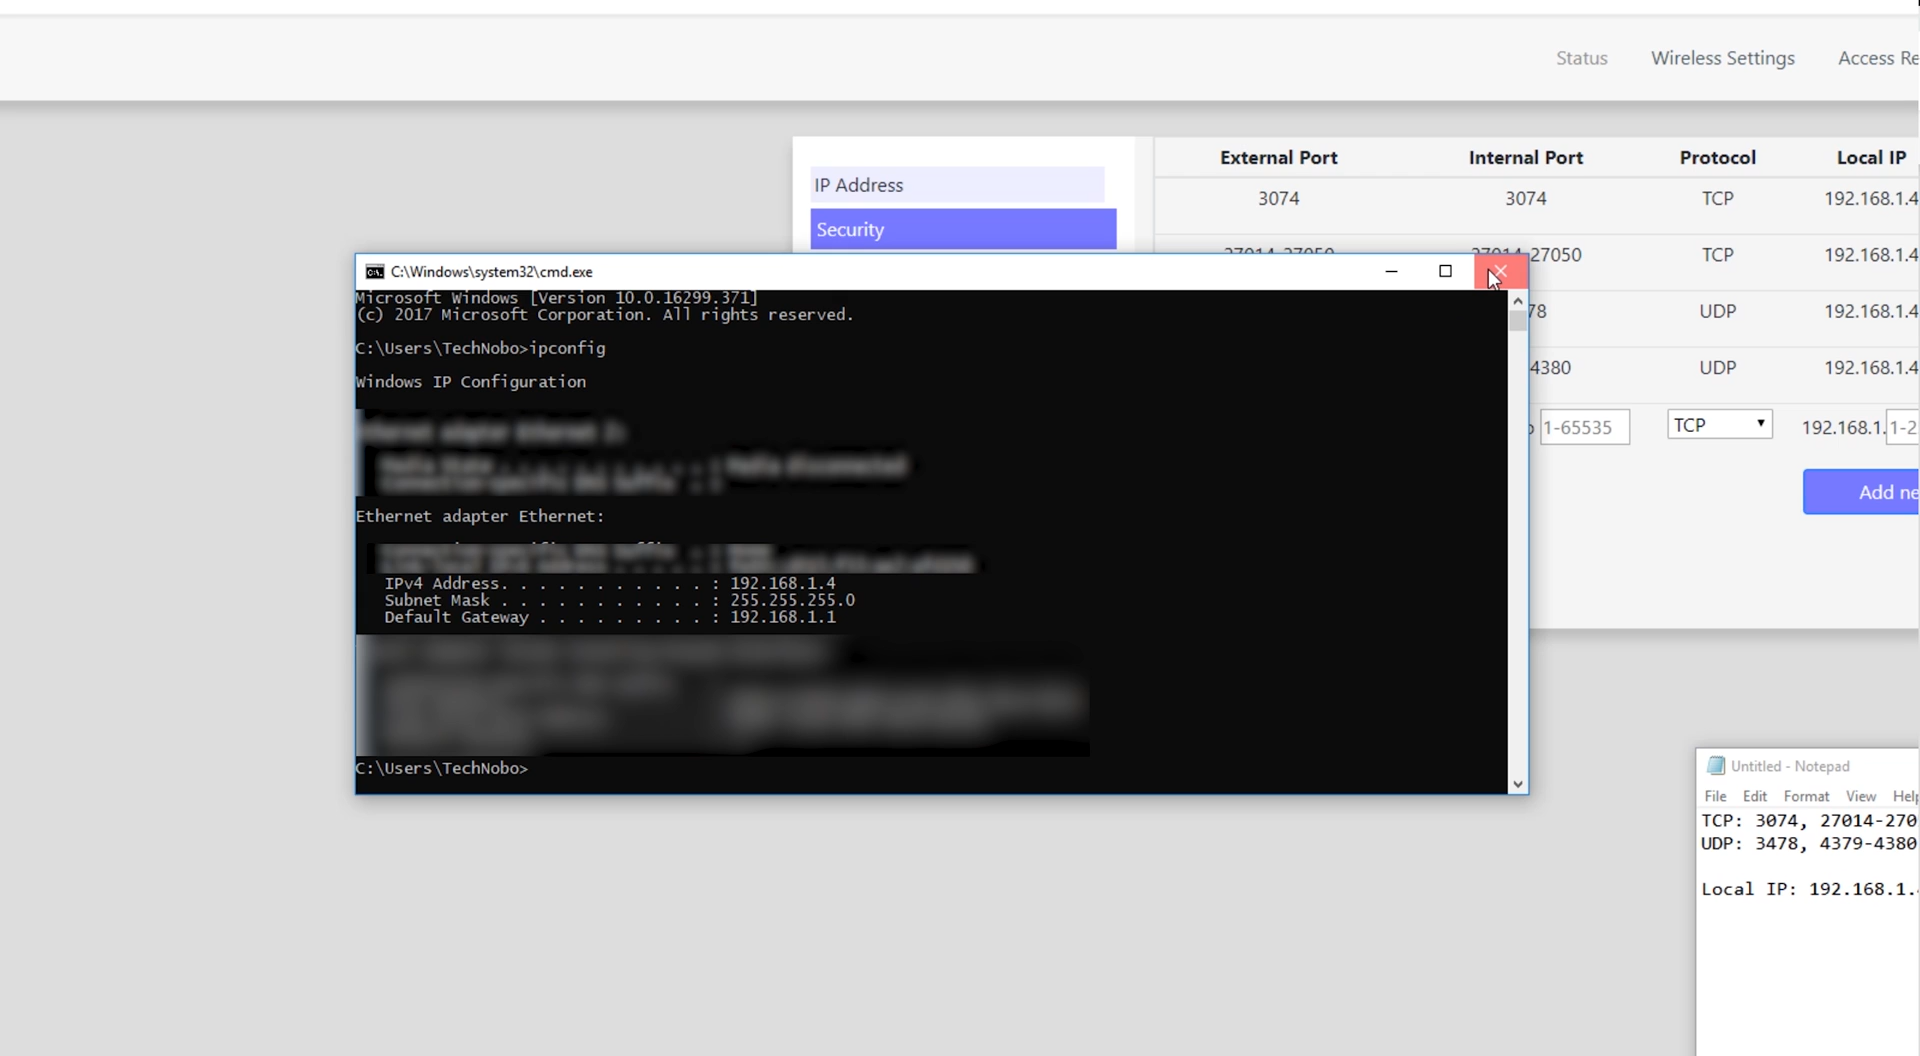 Status Wireless Settings Access Re
External Port Internal Port Protocol Local IP
IP Address
3074 3074 TCP 192.168.1.4
Security
27014-27050 27014-27050 TCP 192.168.1.4
C:\Windows\system32\cmd.exe
78 UDP 192.168.1.4
4380 UDP 192.168.1.4
1-65535 TCP 192.168.1. 1-2
Add ne
Microsoft Windows [Version 10.0.16299.371]
(c) 2017 Microsoft Corporation. All rights reserved.
C:\Users\TechNobo>ipconfig
Windows IP Configuration
Ethernet adapter Ethernet:
IPv4 Address. . . . . . . . . . . : 192.168.1.4
Subnet Mask . . . . . . . . . . . : 255.255.255.0
Default Gateway . . . . . . . . . : 192.168.1.1
C:\Users\TechNobo>
Untitled - Notepad
File Edit Format View Help
TCP: 3074, 27014-270
UDP: 3478, 4379-4380
Local IP: 192.168.1.